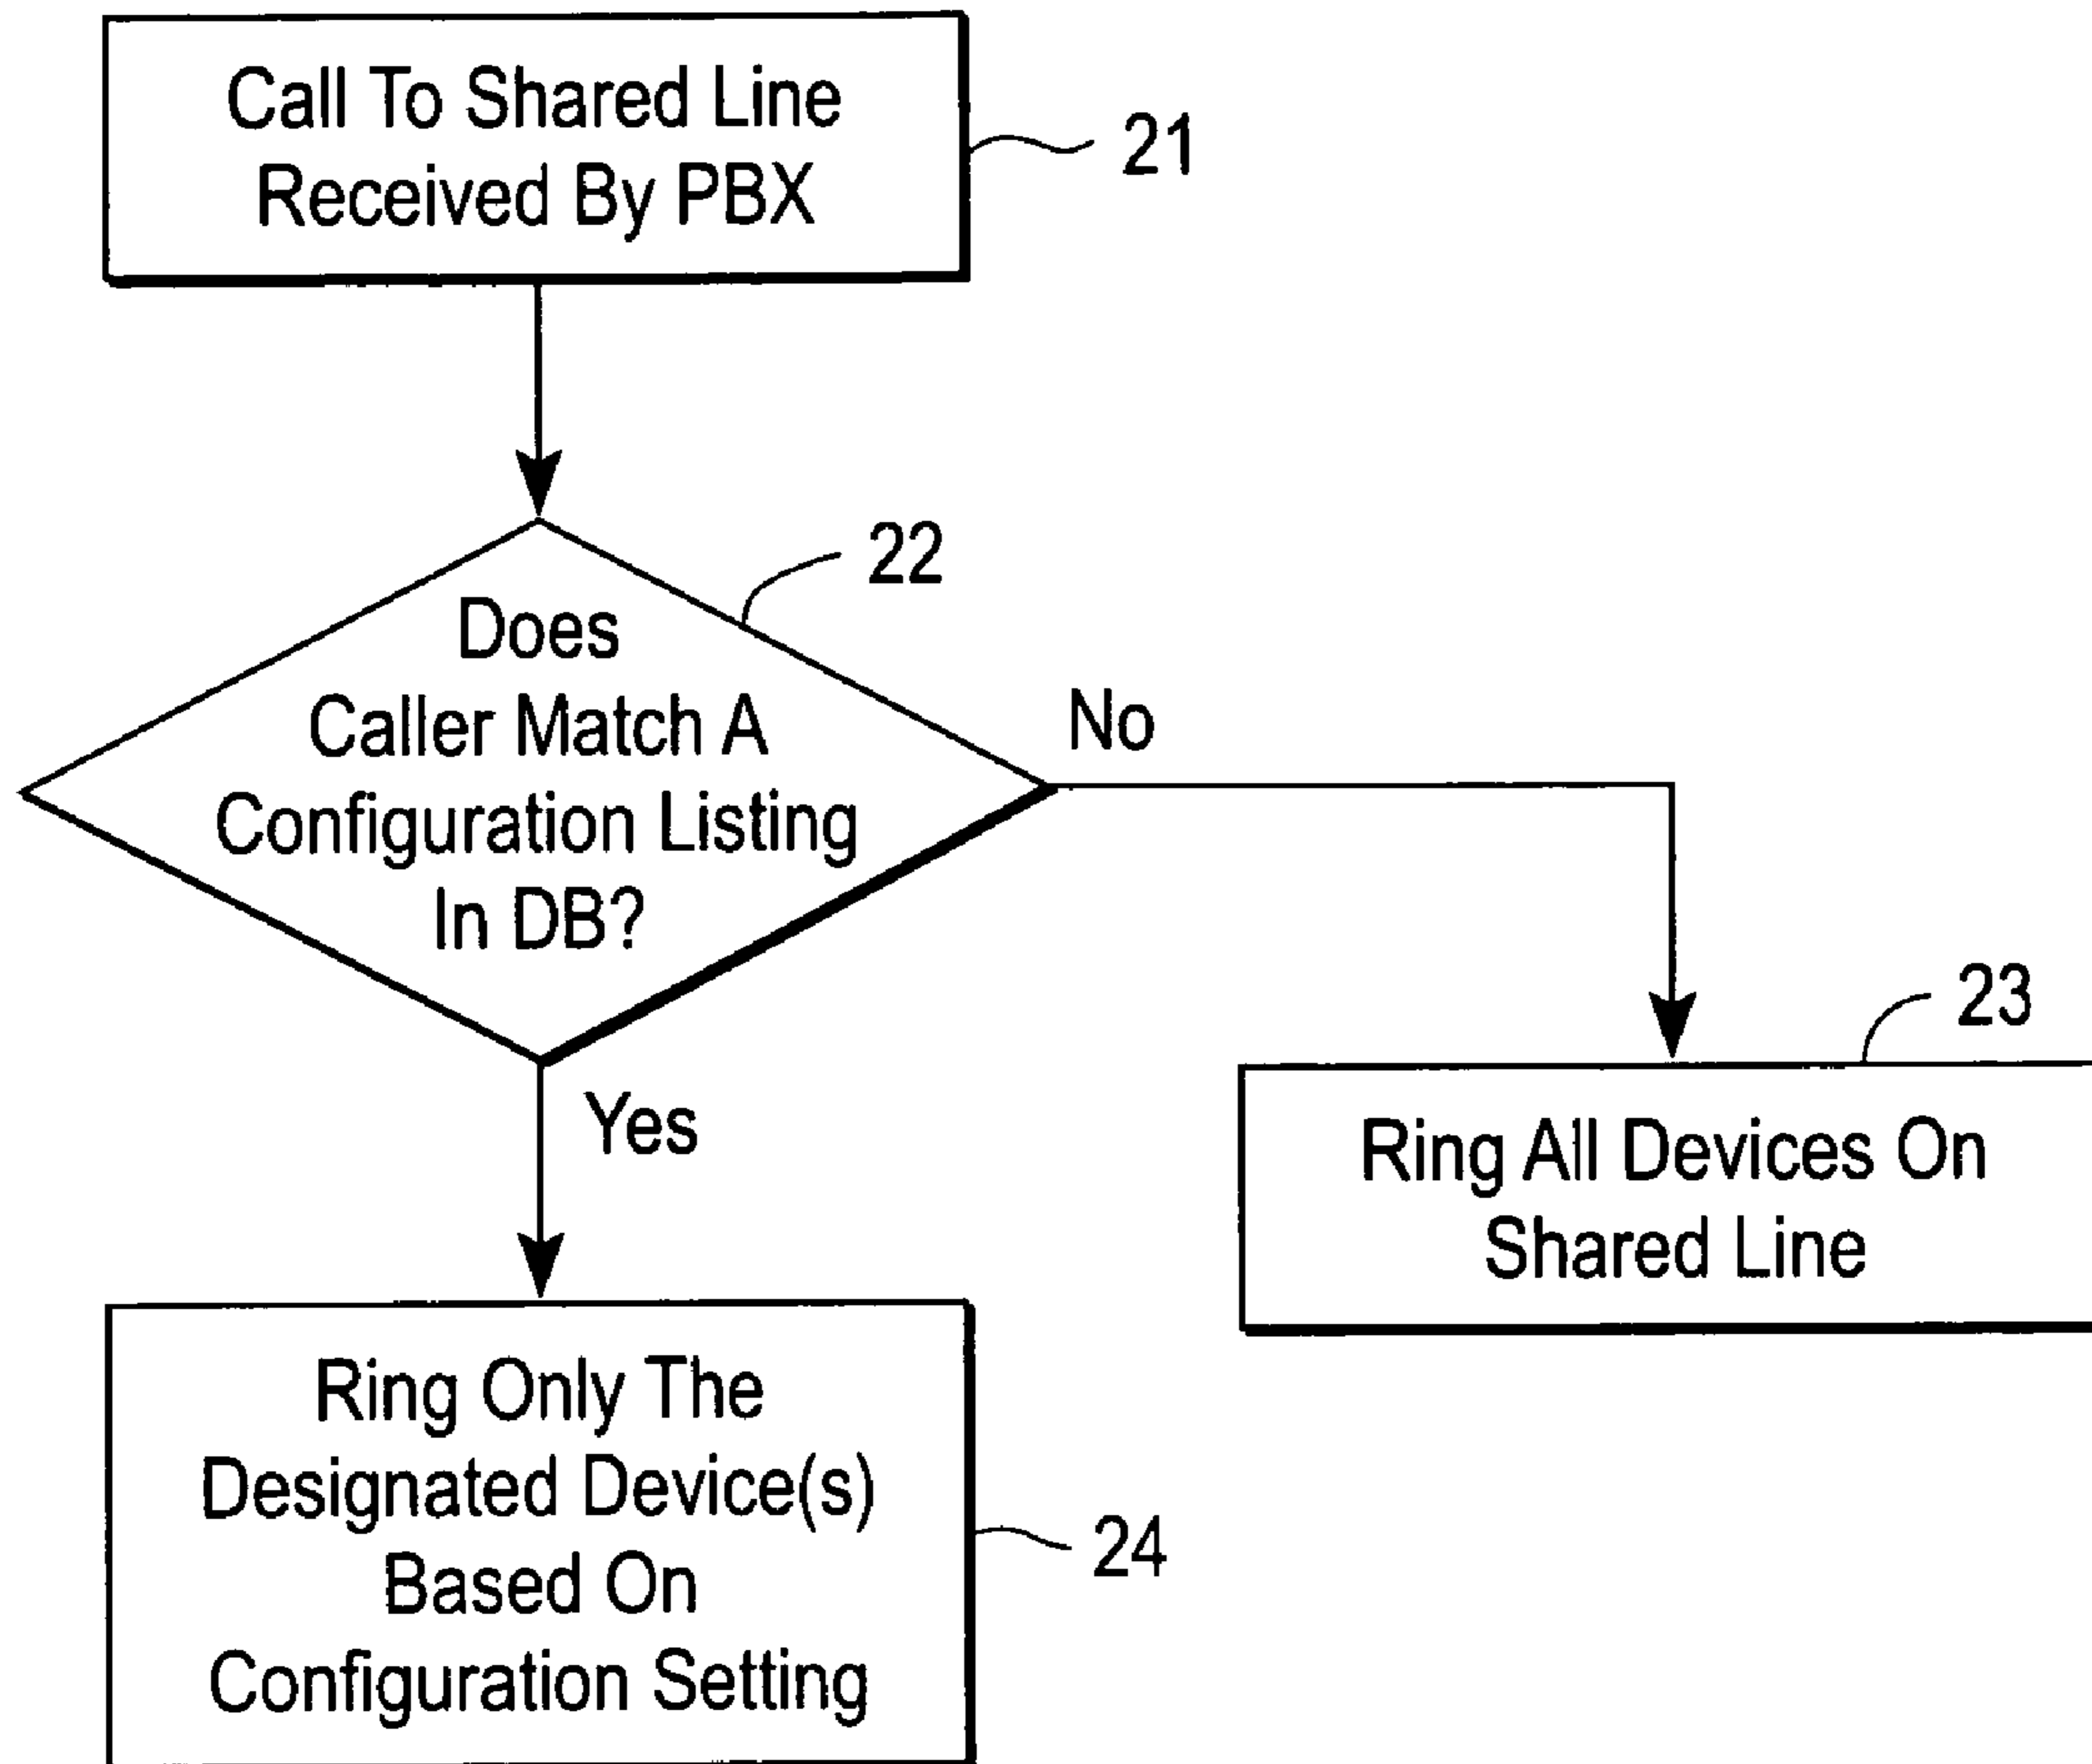 Call To Shared Line
Received By PBX
21
22
Does
Caller Match A
Configuration Listing
In DB?
No
Yes
23
Ring All Devices On
Shared Line
Ring Only The
Designated Device(s)
Based On
Configuration Setting
24